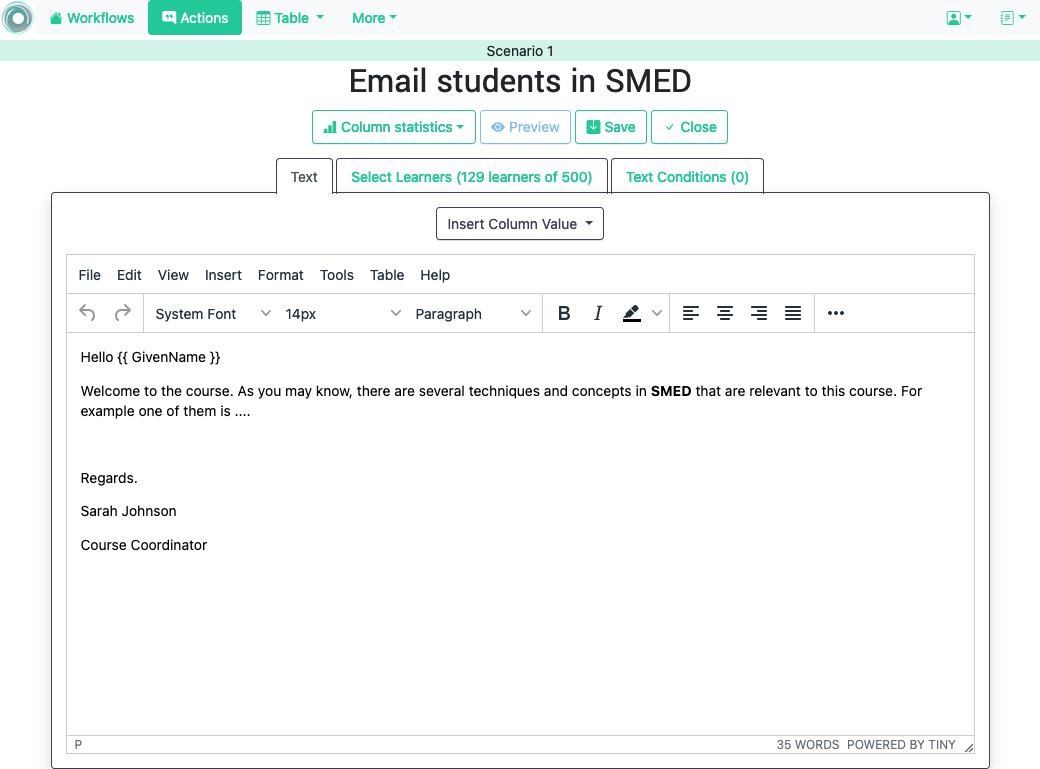 Workflows Actions Table More
Scenario 1
Email students in SMED
Column statistics Preview Save Close
Text Select Learners (129 learners of 500) Text Conditions (0)
Insert Column Value
File Edit View Insert Format Tools Table Help
System Font 14px Paragraph B I
Hello {{ GivenName }}
Welcome to the course. As you may know, there are several techniques and concepts in SMED that are relevant to this course. For
example one of them is ....
Regards.
Sarah Johnson
Course Coordinator
P 35 WORDS POWERED BY TINY